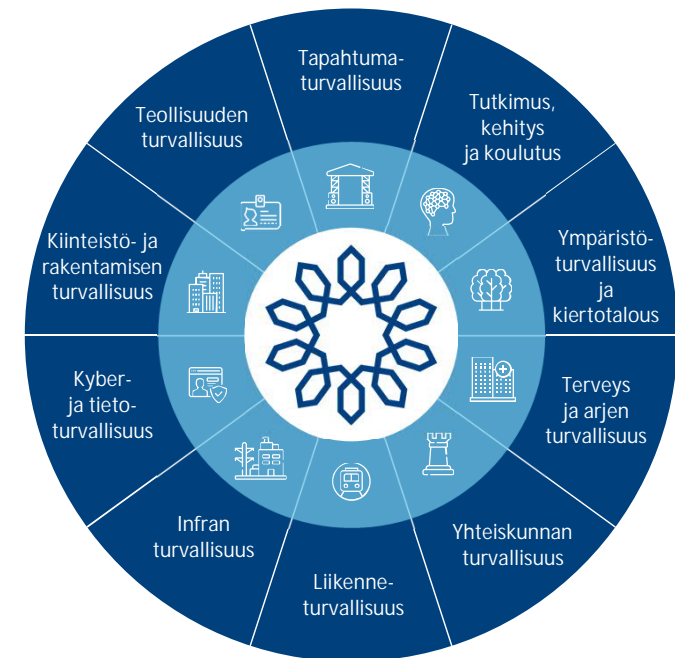 Tapahtuma-
turvallisuus
Tutkimus,
kehitys
ja koulutus
Ympäristö-
turvallisuus
ja
kiertotalous
Terveys
ja arjen
turvallisuus
Yhteiskunnan
turvallisuus
Liikenne-
turvallisuus
Infran
turvallisuus
Kyber-
ja tieto-
turvallisuus
Kiinteistö- ja
rakentamisen
turvallisuus
Teollisuuden
turvallisuus